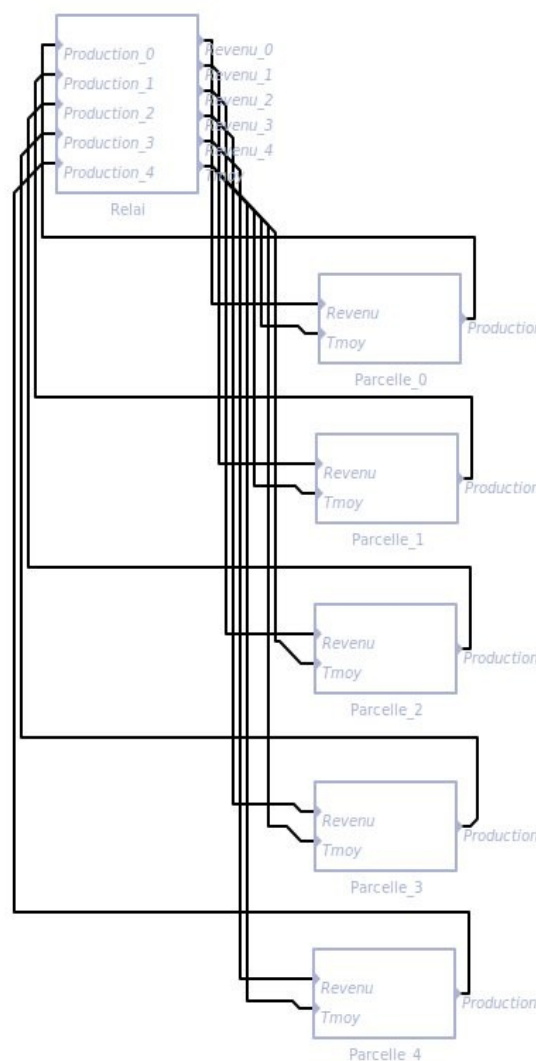 Production_0
Production_1
Production_2
Production_3
Production_4
Revenu_0
Revenu_1
Revenu_2
Revenu_3
Revenu_4
Tmoy
Relai
Revenu
Tmoy
Production
Parcelle_0
Revenu
Tmoy
Production
Parcelle_1
Revenu
Tmoy
Production
Parcelle_2
Revenu
Tmoy
Production
Parcelle_3
Revenu
Tmoy
Production
Parcelle_4